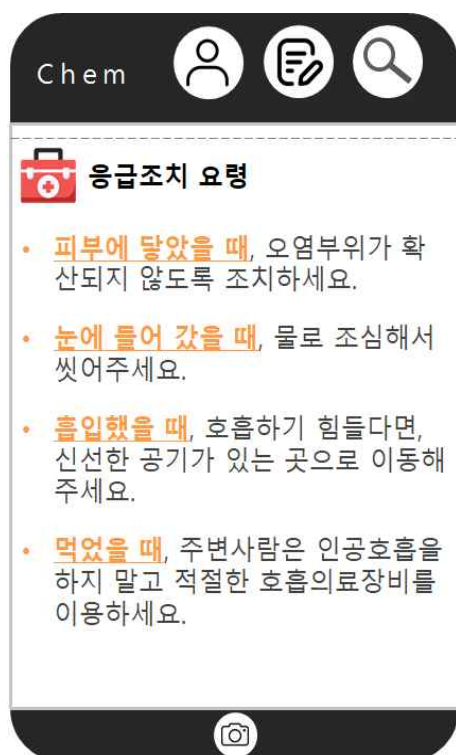 Chem
응급조치 요령
• 피부에 닿았을 때, 오염부위가 확
산되지 않도록 조치하세요.
• 눈에 들어 갔을 때, 물로 조심해서
씻어주세요.
• 흡입했을 때, 호흡하기 힘들다면,
신선한 공기가 있는 곳으로 이동해
주세요.
• 먹었을 때, 주변사람은 인공호흡을
하지 말고 적절한 호흡의료장비를
이용하세요.